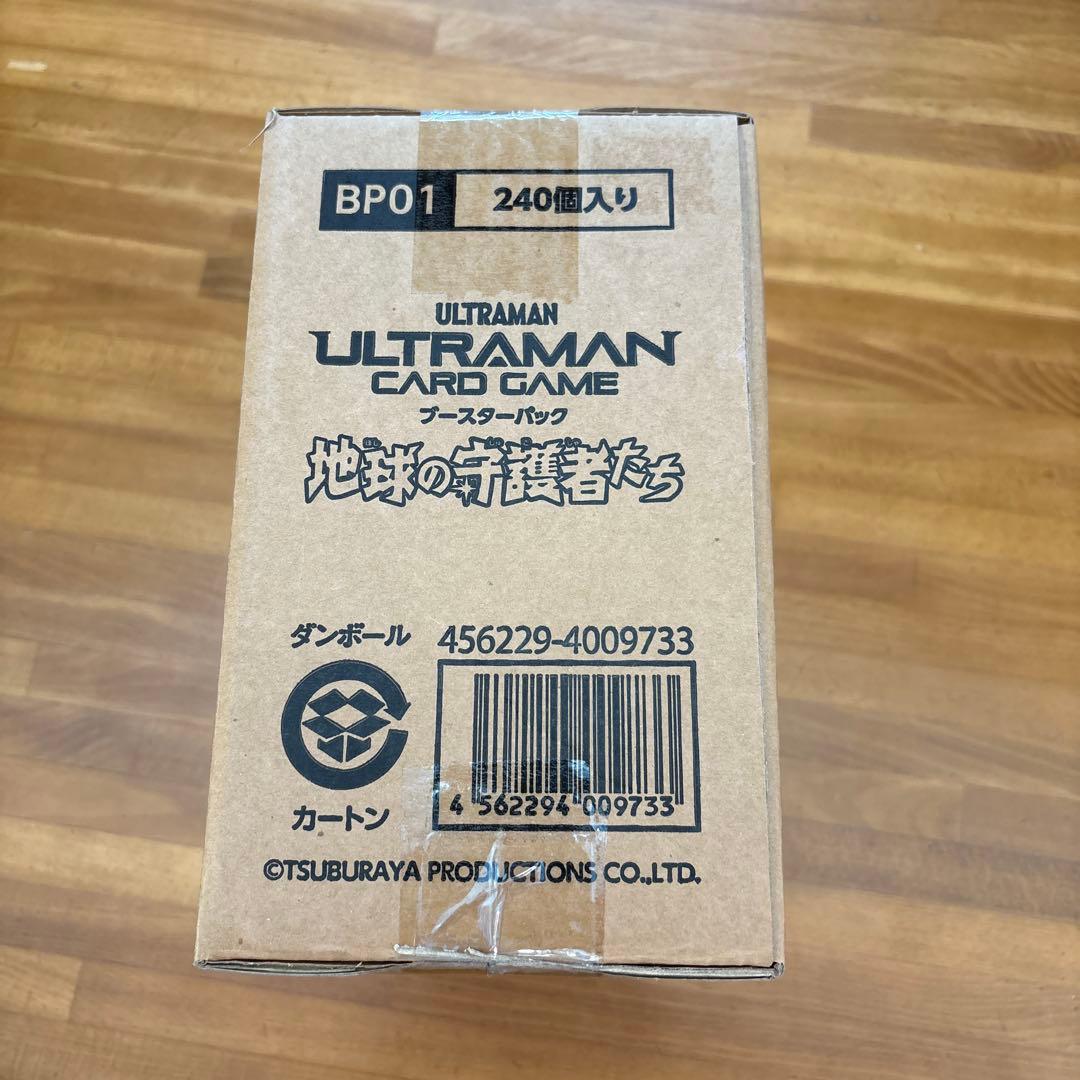 BP01 240個入り
ULTRAMAN
ULTRAMAN
CARD GAME
ブースターパック
地球の守護者たち
ダンボール
カートン
456229-4009733
4 562294 009733
©TSUBURAYA PRODUCTIONS CO.,LTD.